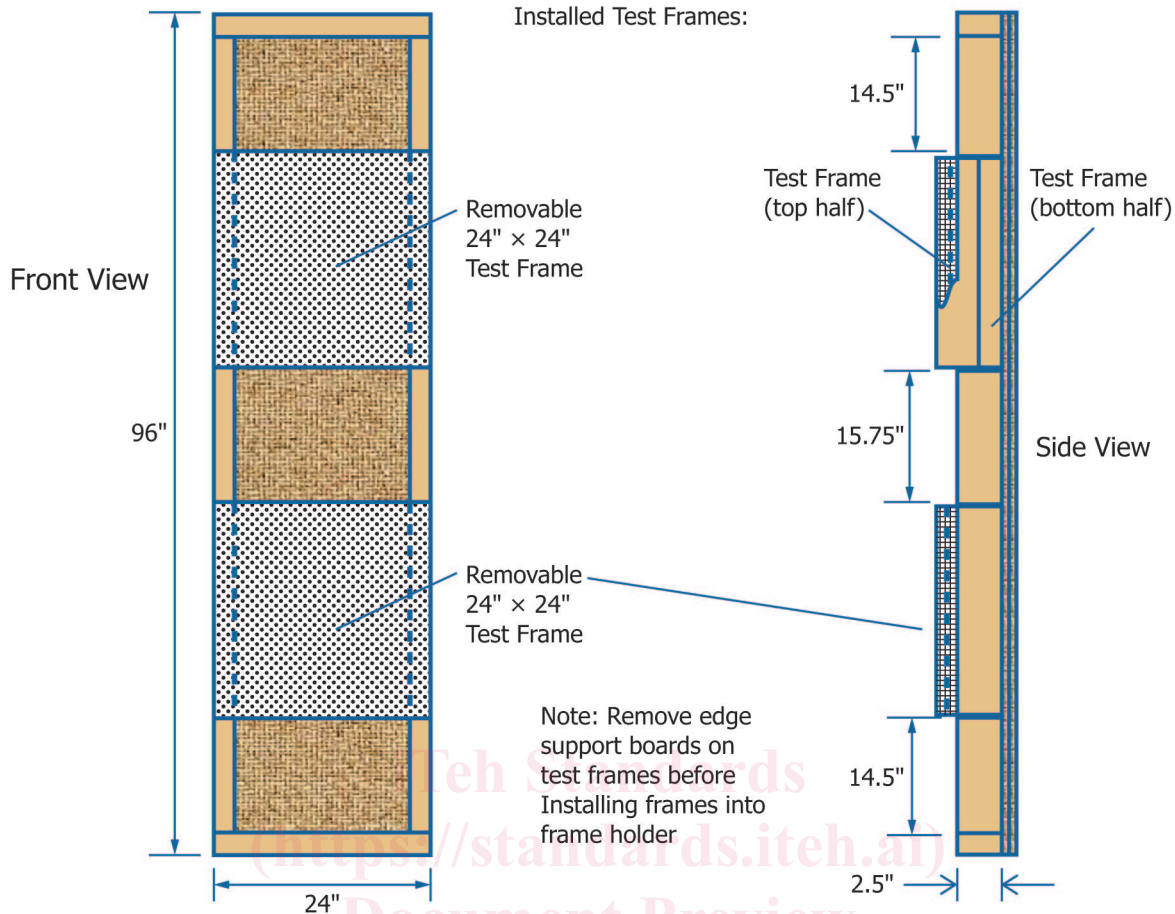 Installed Test Frames:
14.5"
Test Frame
(top half)
Test Frame
(bottom half)
Removable
24" × 24"
Test Frame
Front View
96"
15.75"
Side View
Removable
24" × 24"
Test Frame
Note: Remove edge
support boards on
test frames before
Installing frames into
frame holder
14.5"
2.5"
24"
iTeh Standards
(https://standards.iteh.ai)
Document Preview